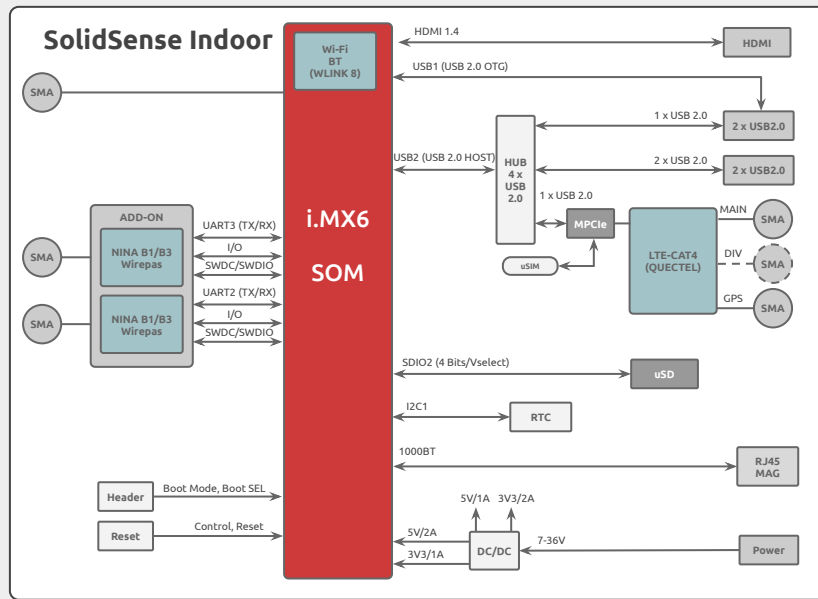 SolidSense Indoor
Wi-Fi
BT
(WLINK 8)
HDMI 1.4
HDMI
USB1 (USB 2.0 OTG)
SMA
1 x USB 2.0
2 x USB2.0
HUB
4 x
USB
2.0
USB2 (USB 2.0 HOST)
2 x USB 2.0
2 x USB2.0
1 x USB 2.0
MPCIe
uSIM
LTE-CAT4
(QUECTEL)
MAIN
SMA
DIV
SMA
GPS
SMA
i.MX6
SOM
ADD-ON
NINA B1/B3
Wirepas
UART3 (TX/RX)
I/O
SWDC/SWDIO
SMA
NINA B1/B3
Wirepas
UART2 (TX/RX)
I/O
SWDC/SWDIO
SMA
SDIO2 (4 Bits/Vselect)
uSD
I2C1
RTC
1000BT
RJ45
MAG
Header
Boot Mode, Boot SEL
Reset
Control, Reset
5V/1A
3V3/2A
5V/2A
3V3/1A
DC/DC
7-36V
Power